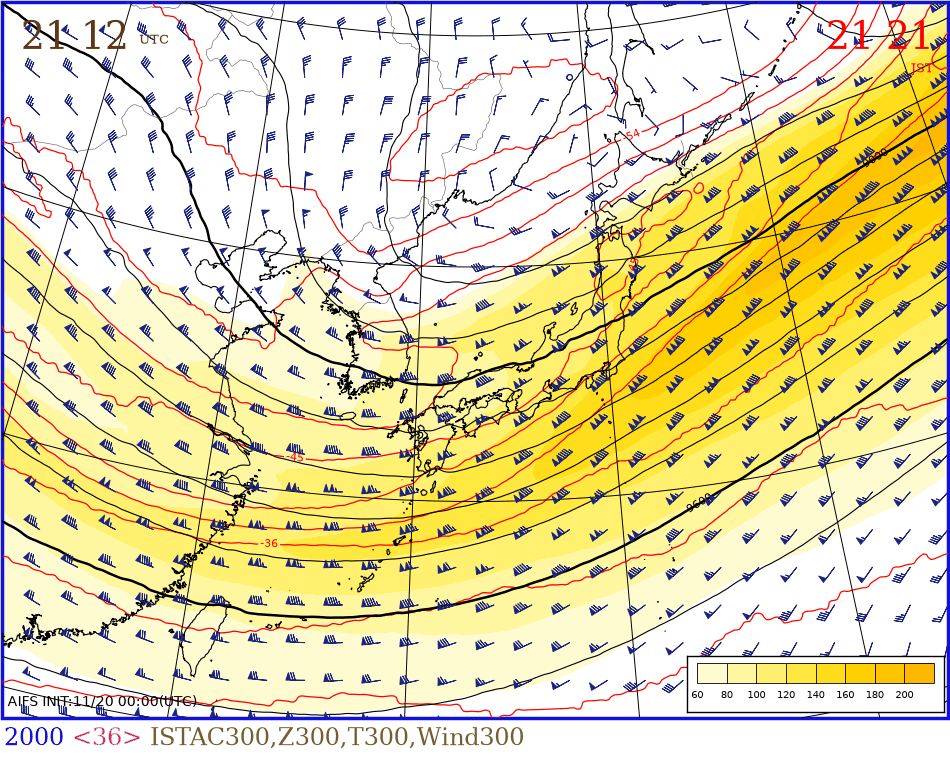 21 12 UTC
21 21 JST
-54
9000
-45
9600
-36
60 80 100 120 140 160 180 200
AIFS INIT:11/20 00:00(UTC)
2000 <36> ISTAC300,Z300,T300,Wind300